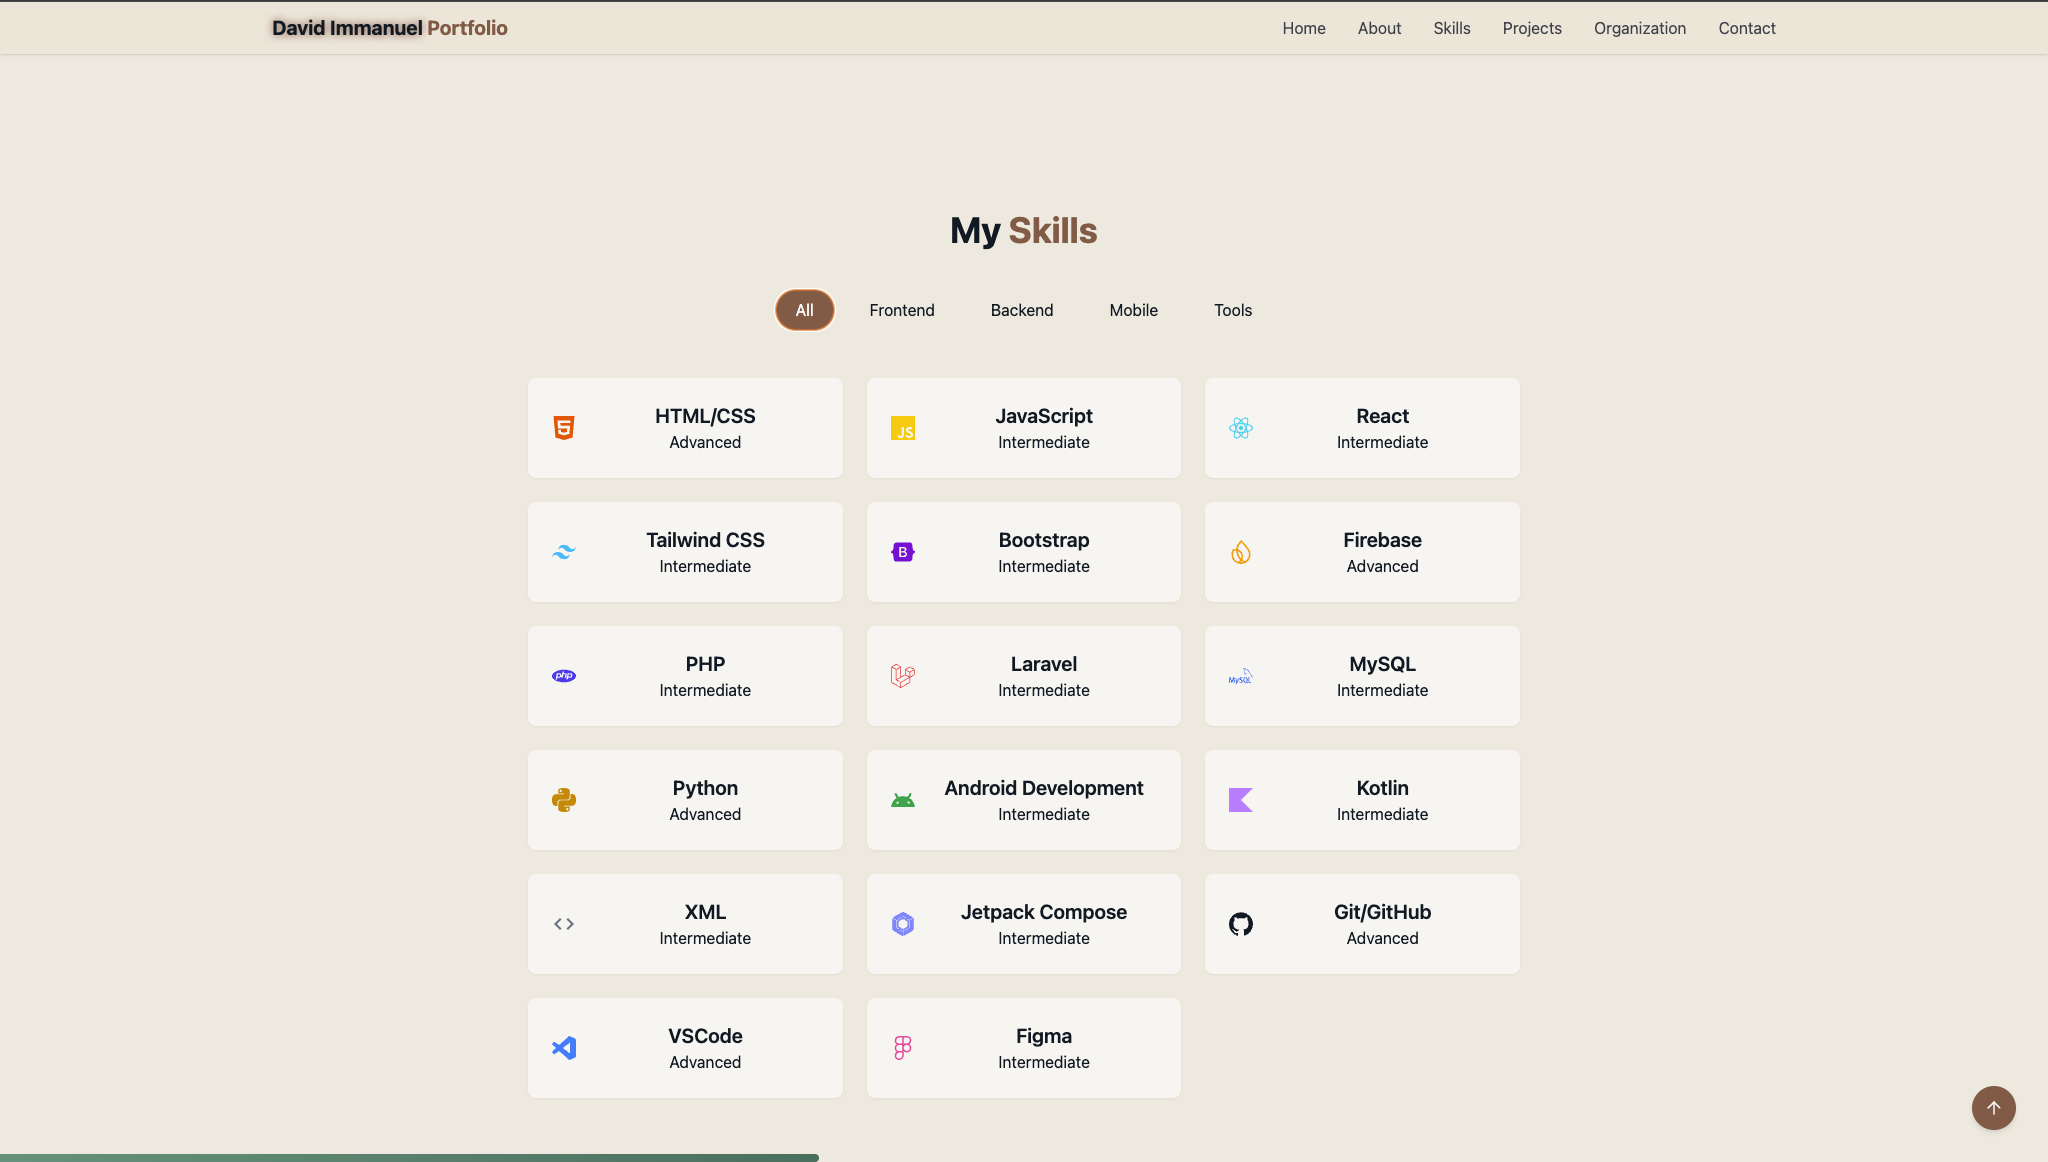 David Immanuel Portfolio
Home About Skills Projects Organization Contact
My Skills
All Frontend Backend Mobile Tools
HTML/CSS
Advanced
JS
JavaScript
Intermediate
React
Intermediate
Tailwind CSS
Intermediate
B
Bootstrap
Intermediate
Firebase
Advanced
php
PHP
Intermediate
Laravel
Intermediate
MySQL
MySQL
Intermediate
Python
Advanced
Android Development
Intermediate
Kotlin
Intermediate
XML
Intermediate
Jetpack Compose
Intermediate
Git/GitHub
Advanced
VSCode
Advanced
Figma
Intermediate